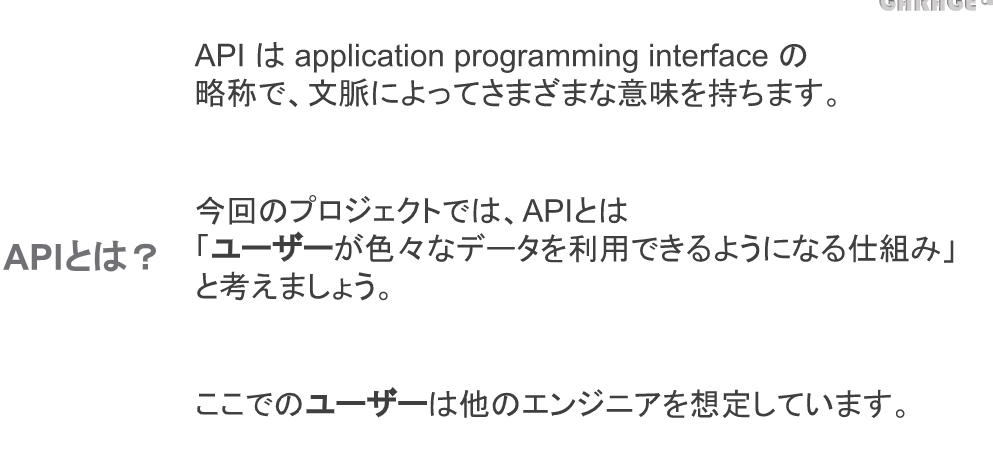 API は application programming interface の
略称で、文脈によってさまざまな意味を持ちます。
APIとは？
今回のプロジェクトでは、APIとは
「ユーザーが色々なデータを利用できるようになる仕組み」
と考えましょう。
ここでのユーザーは他のエンジニアを想定しています。